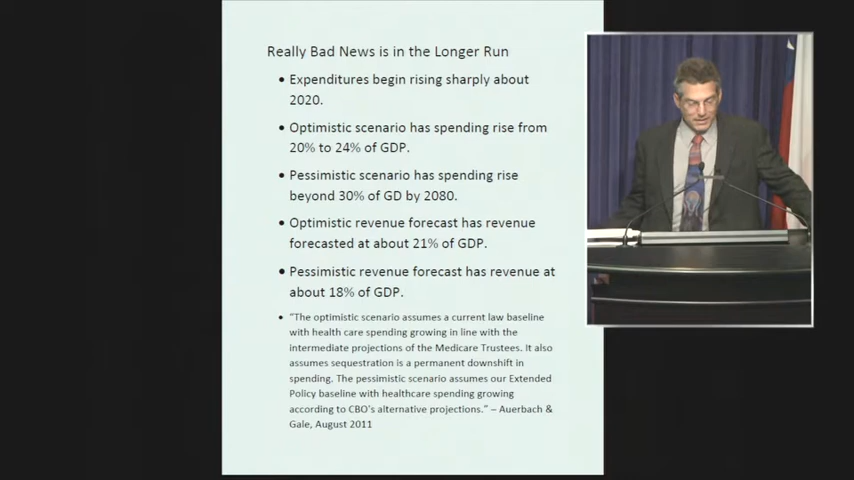 Really Bad News is in the Longer Run
• Expenditures begin rising sharply about
2020.
• Optimistic scenario has spending rise from
20% to 24% of GDP.
• Pessimistic scenario has spending rise
beyond 30% of GD by 2080.
• Optimistic revenue forecast has revenue
forecasted at about 21% of GDP.
• Pessimistic revenue forecast has revenue at
about 18% of GDP.
• “The optimistic scenario assumes a current law baseline
with health care spending growing in line with the
intermediate projections of the Medicare Trustees. It also
assumes sequestration is a permanent downshift in
spending. The pessimistic scenario assumes our Extended
Policy baseline with healthcare spending growing
according to CBO's alternative projections.” – Auerbach &
Gale, August 2011